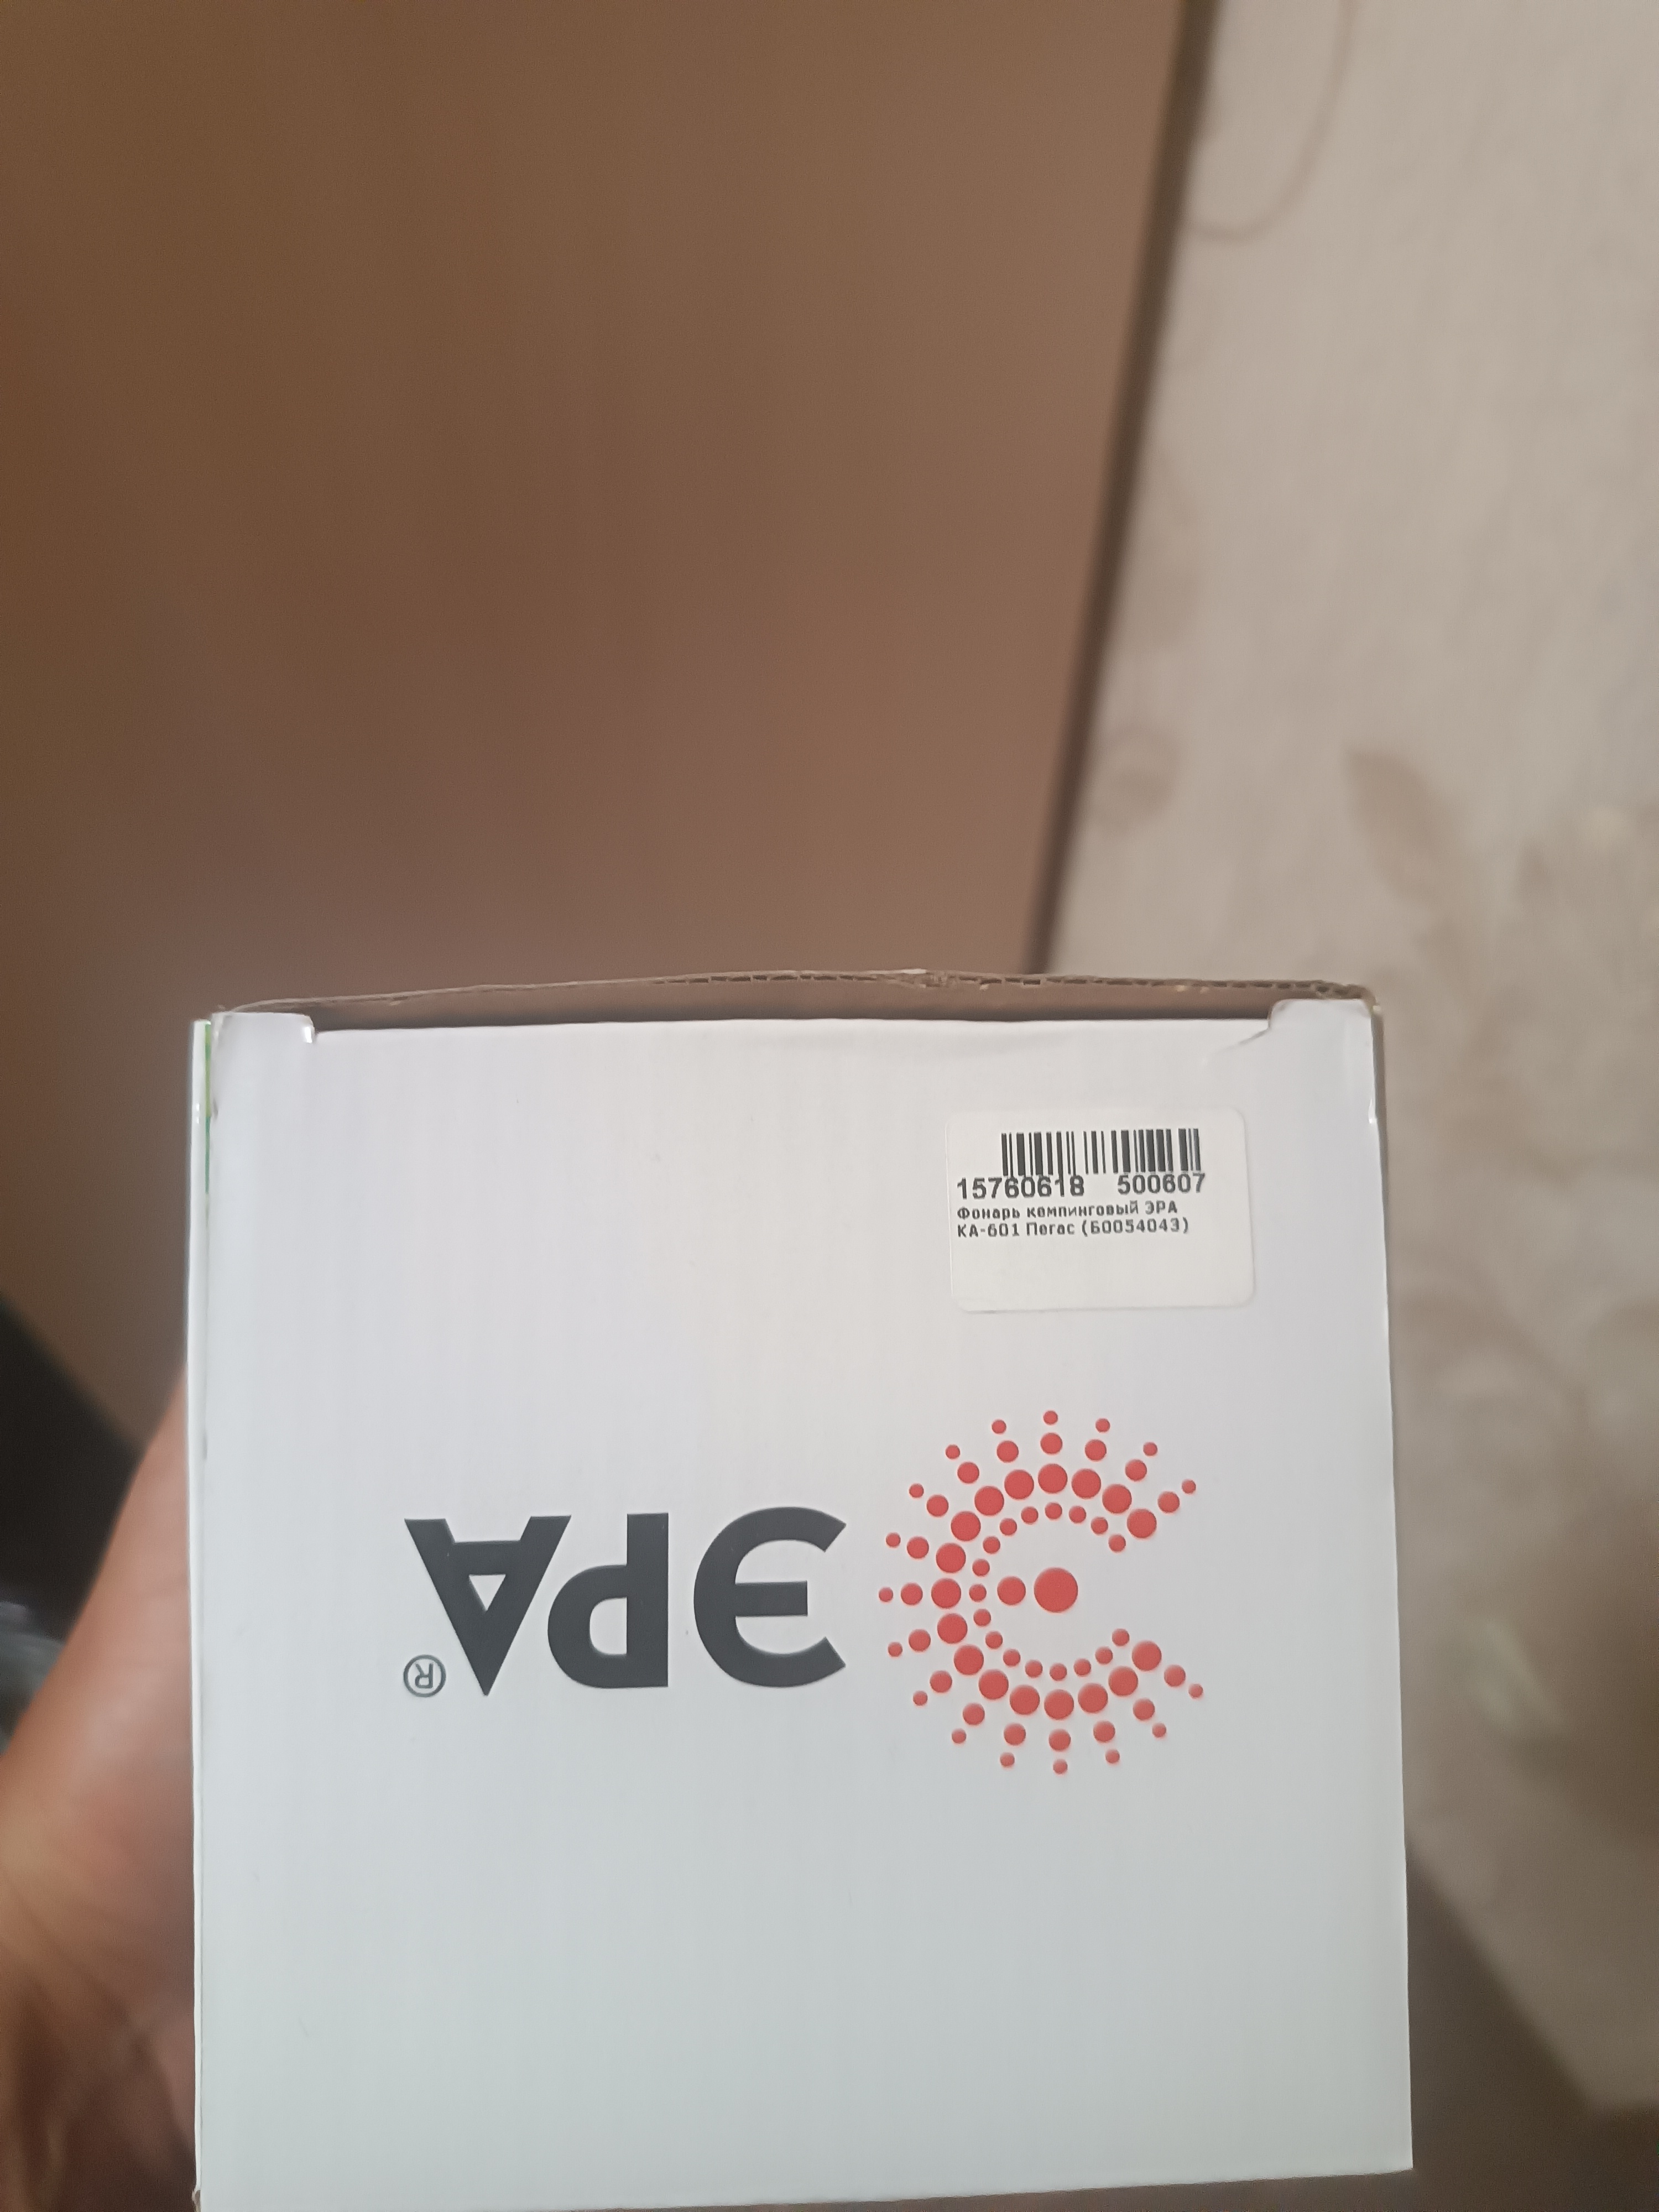 15760618 500607
Фонарь кемпинговый ЭРА
КА-601 Пегас (Б0054043)
ЭРА®